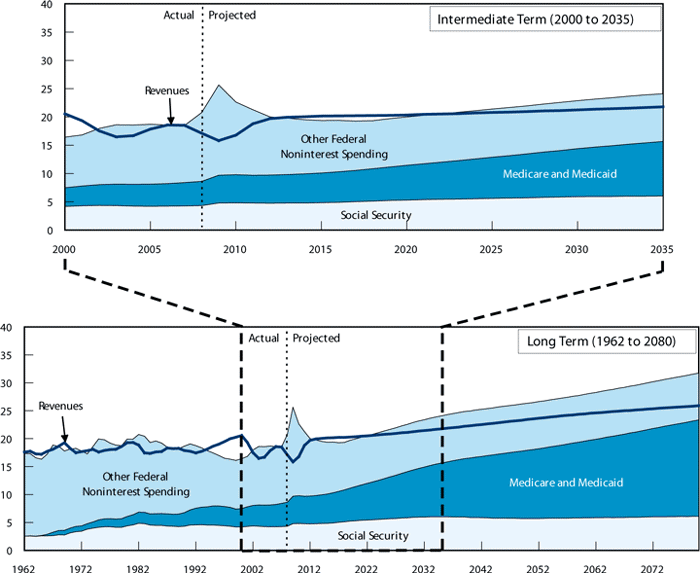 40
Actual
Projected
Intermediate Term (2000 to 2035)
35
30
25
Revenues
20
15
Other Federal
Noninterest Spending
10
Medicare and Medicaid
5
Social Security
0
2000
2005
2010
2015
2020
2025
2030
2035
40
Actual
Projected
Long Term (1962 to 2080)
35
30
25
Revenues
20
15
Other Federal
Noninterest Spending
10
Medicare and Medicaid
5
Social Security
0
1962
1972
1982
1992
2002
2012
2022
2032
2042
2052
2062
2072